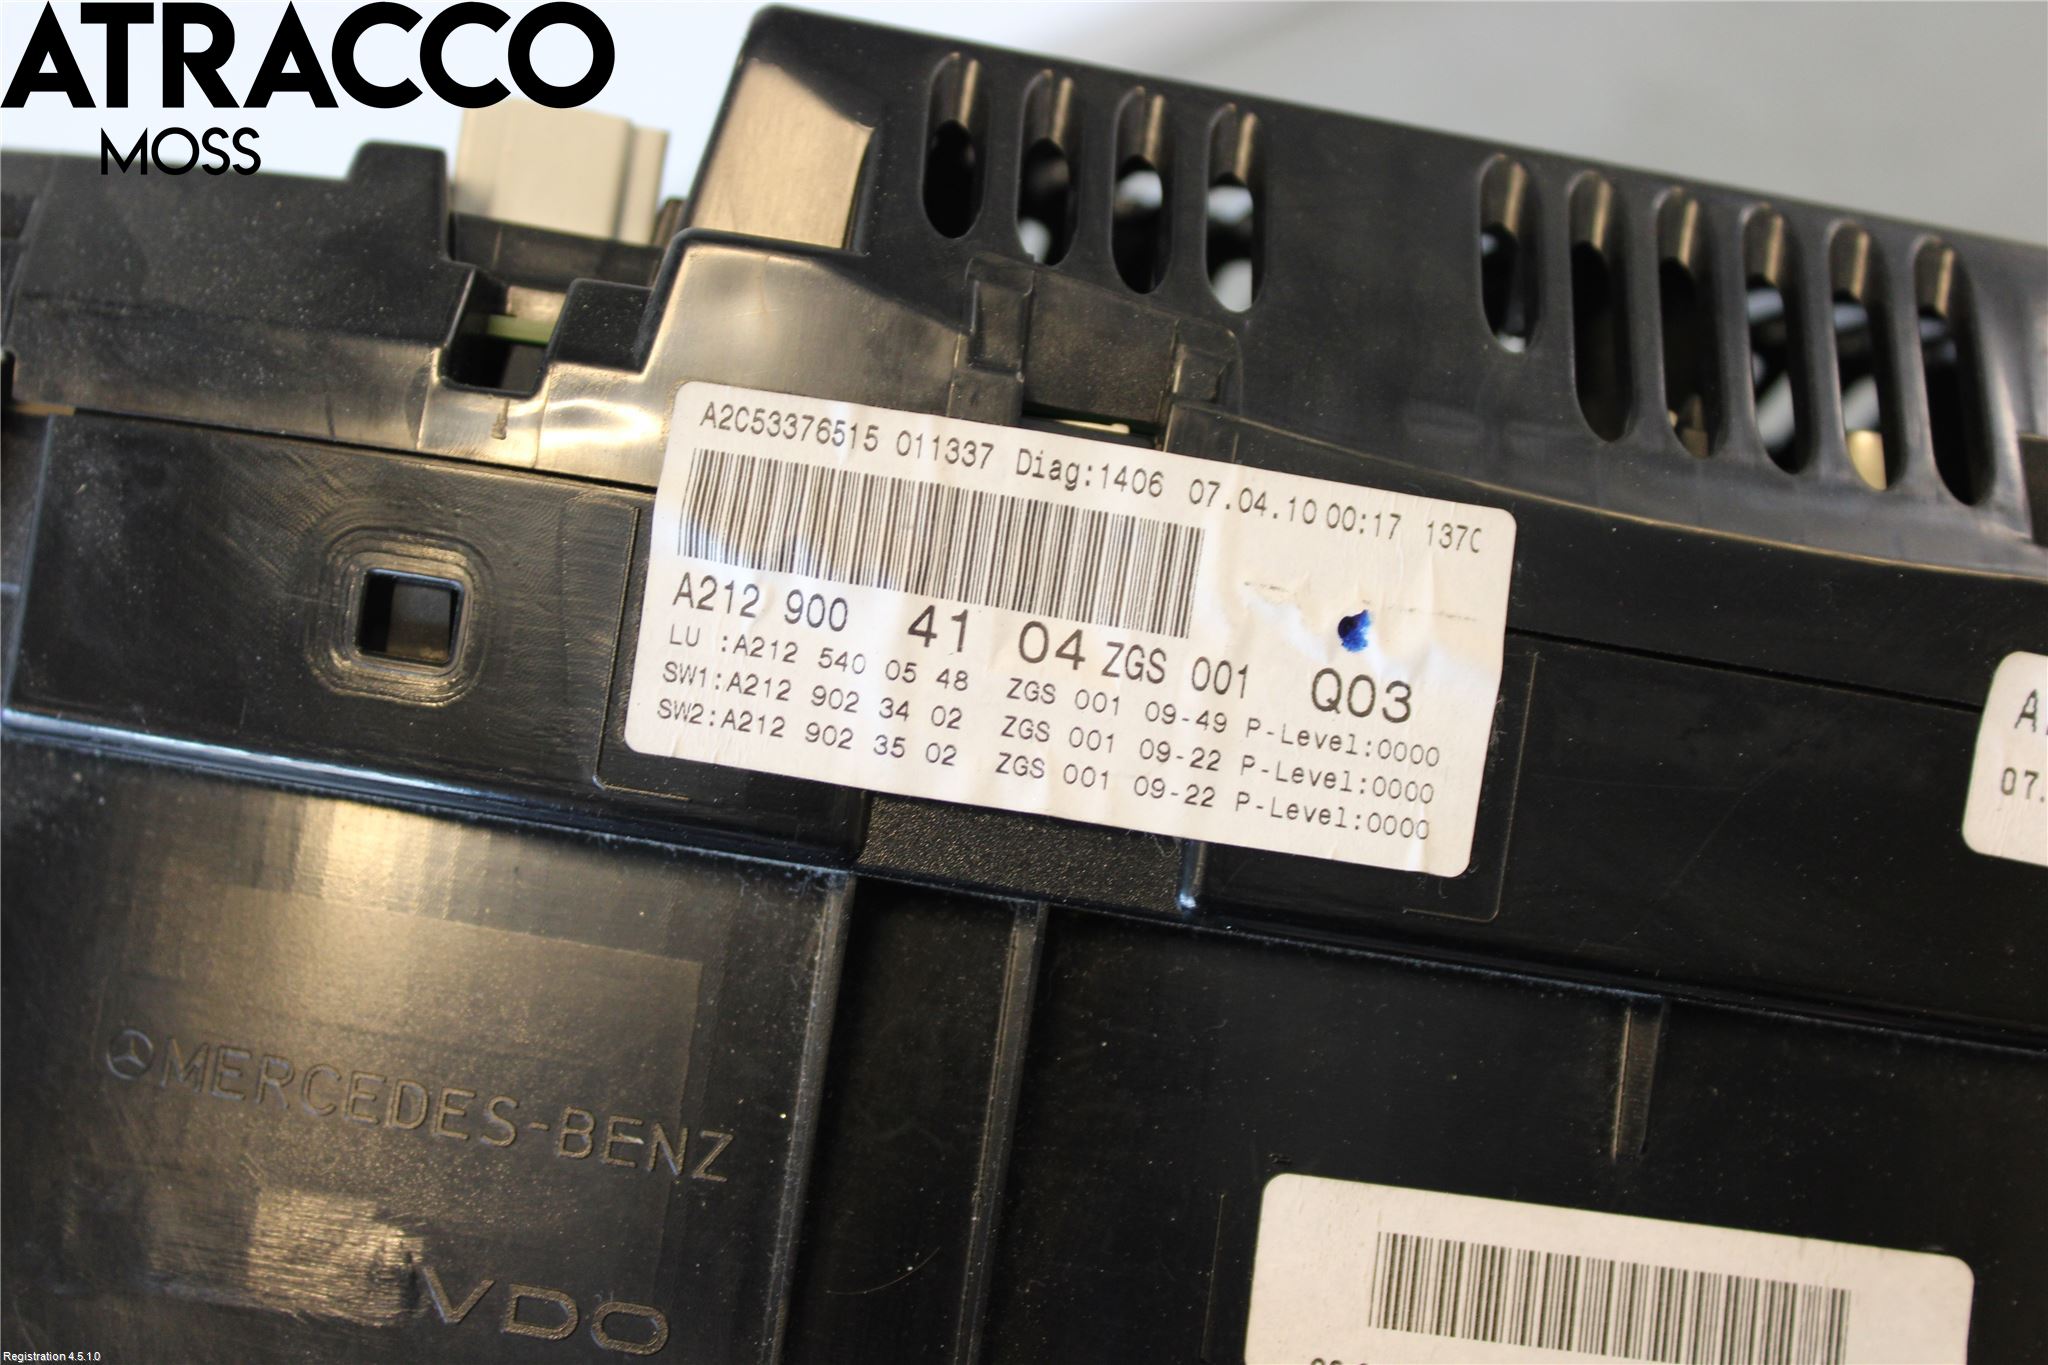 ATRACCO
MOSS
A2C53376515 011337 Diag:1406 07.04.10 00:17 137C
A212 900 41 04 ZGS 001 Q03
LU :A212 540 05 48 ZGS 001 09-49 P-Level:0000
SW1:A212 902 34 02 ZGS 001 09-22 P-Level:0000
SW2:A212 902 35 02 ZGS 001 09-22 P-Level:0000
07.
MERCEDES-BENZ
VDO
Registration 4.5.1.0